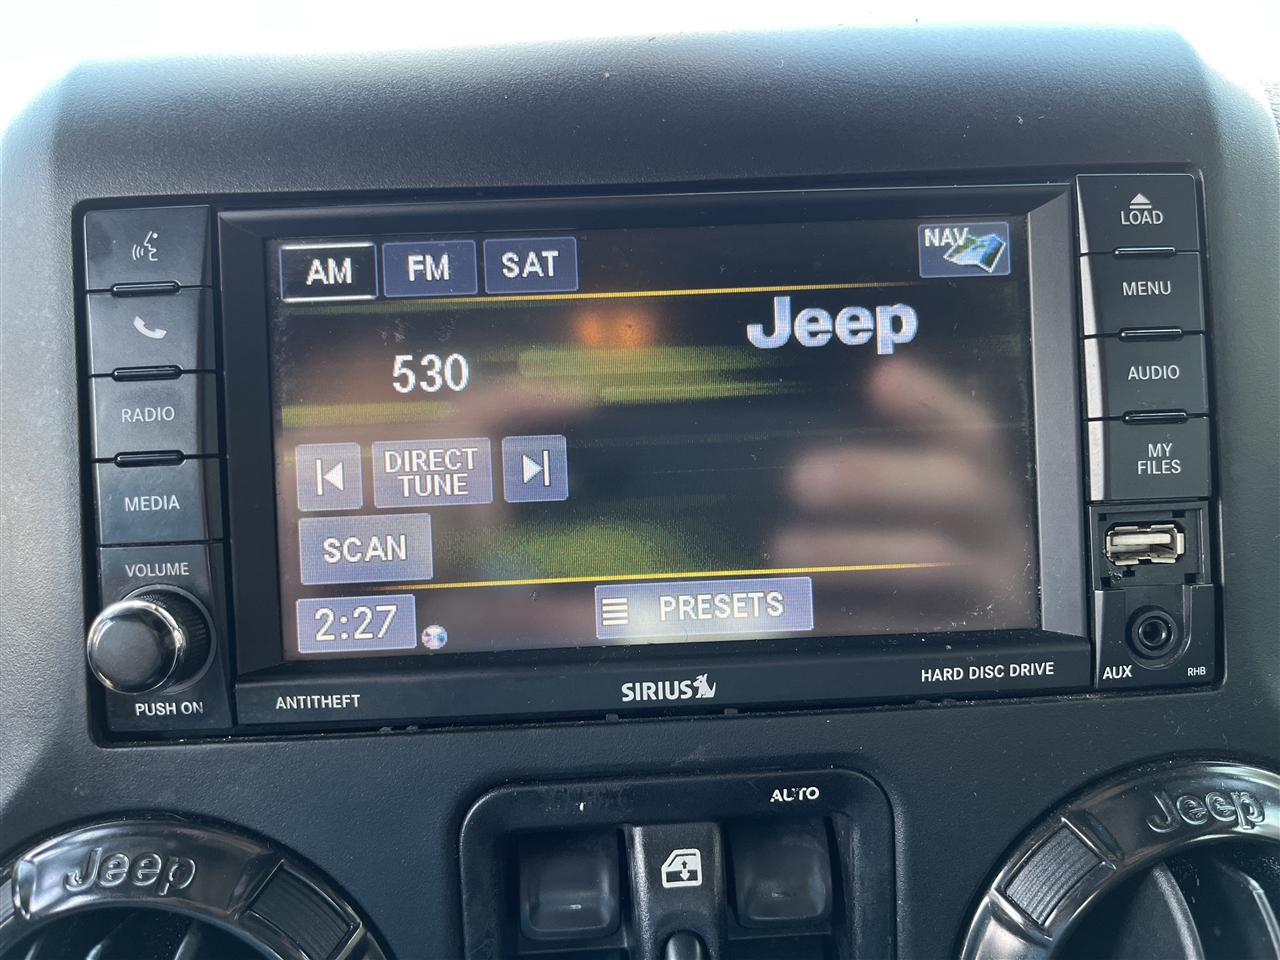 AM FM SAT NAV
Jeep
530
DIRECT
TUNE
SCAN
2:27 PRESETS
RADIO
MEDIA
VOLUME
PUSH ON
LOAD
MENU
AUDIO
MY
FILES
AUX RHB
ANTITHEFT SIRIUS HARD DISC DRIVE
AUTO
Jeep Jeep